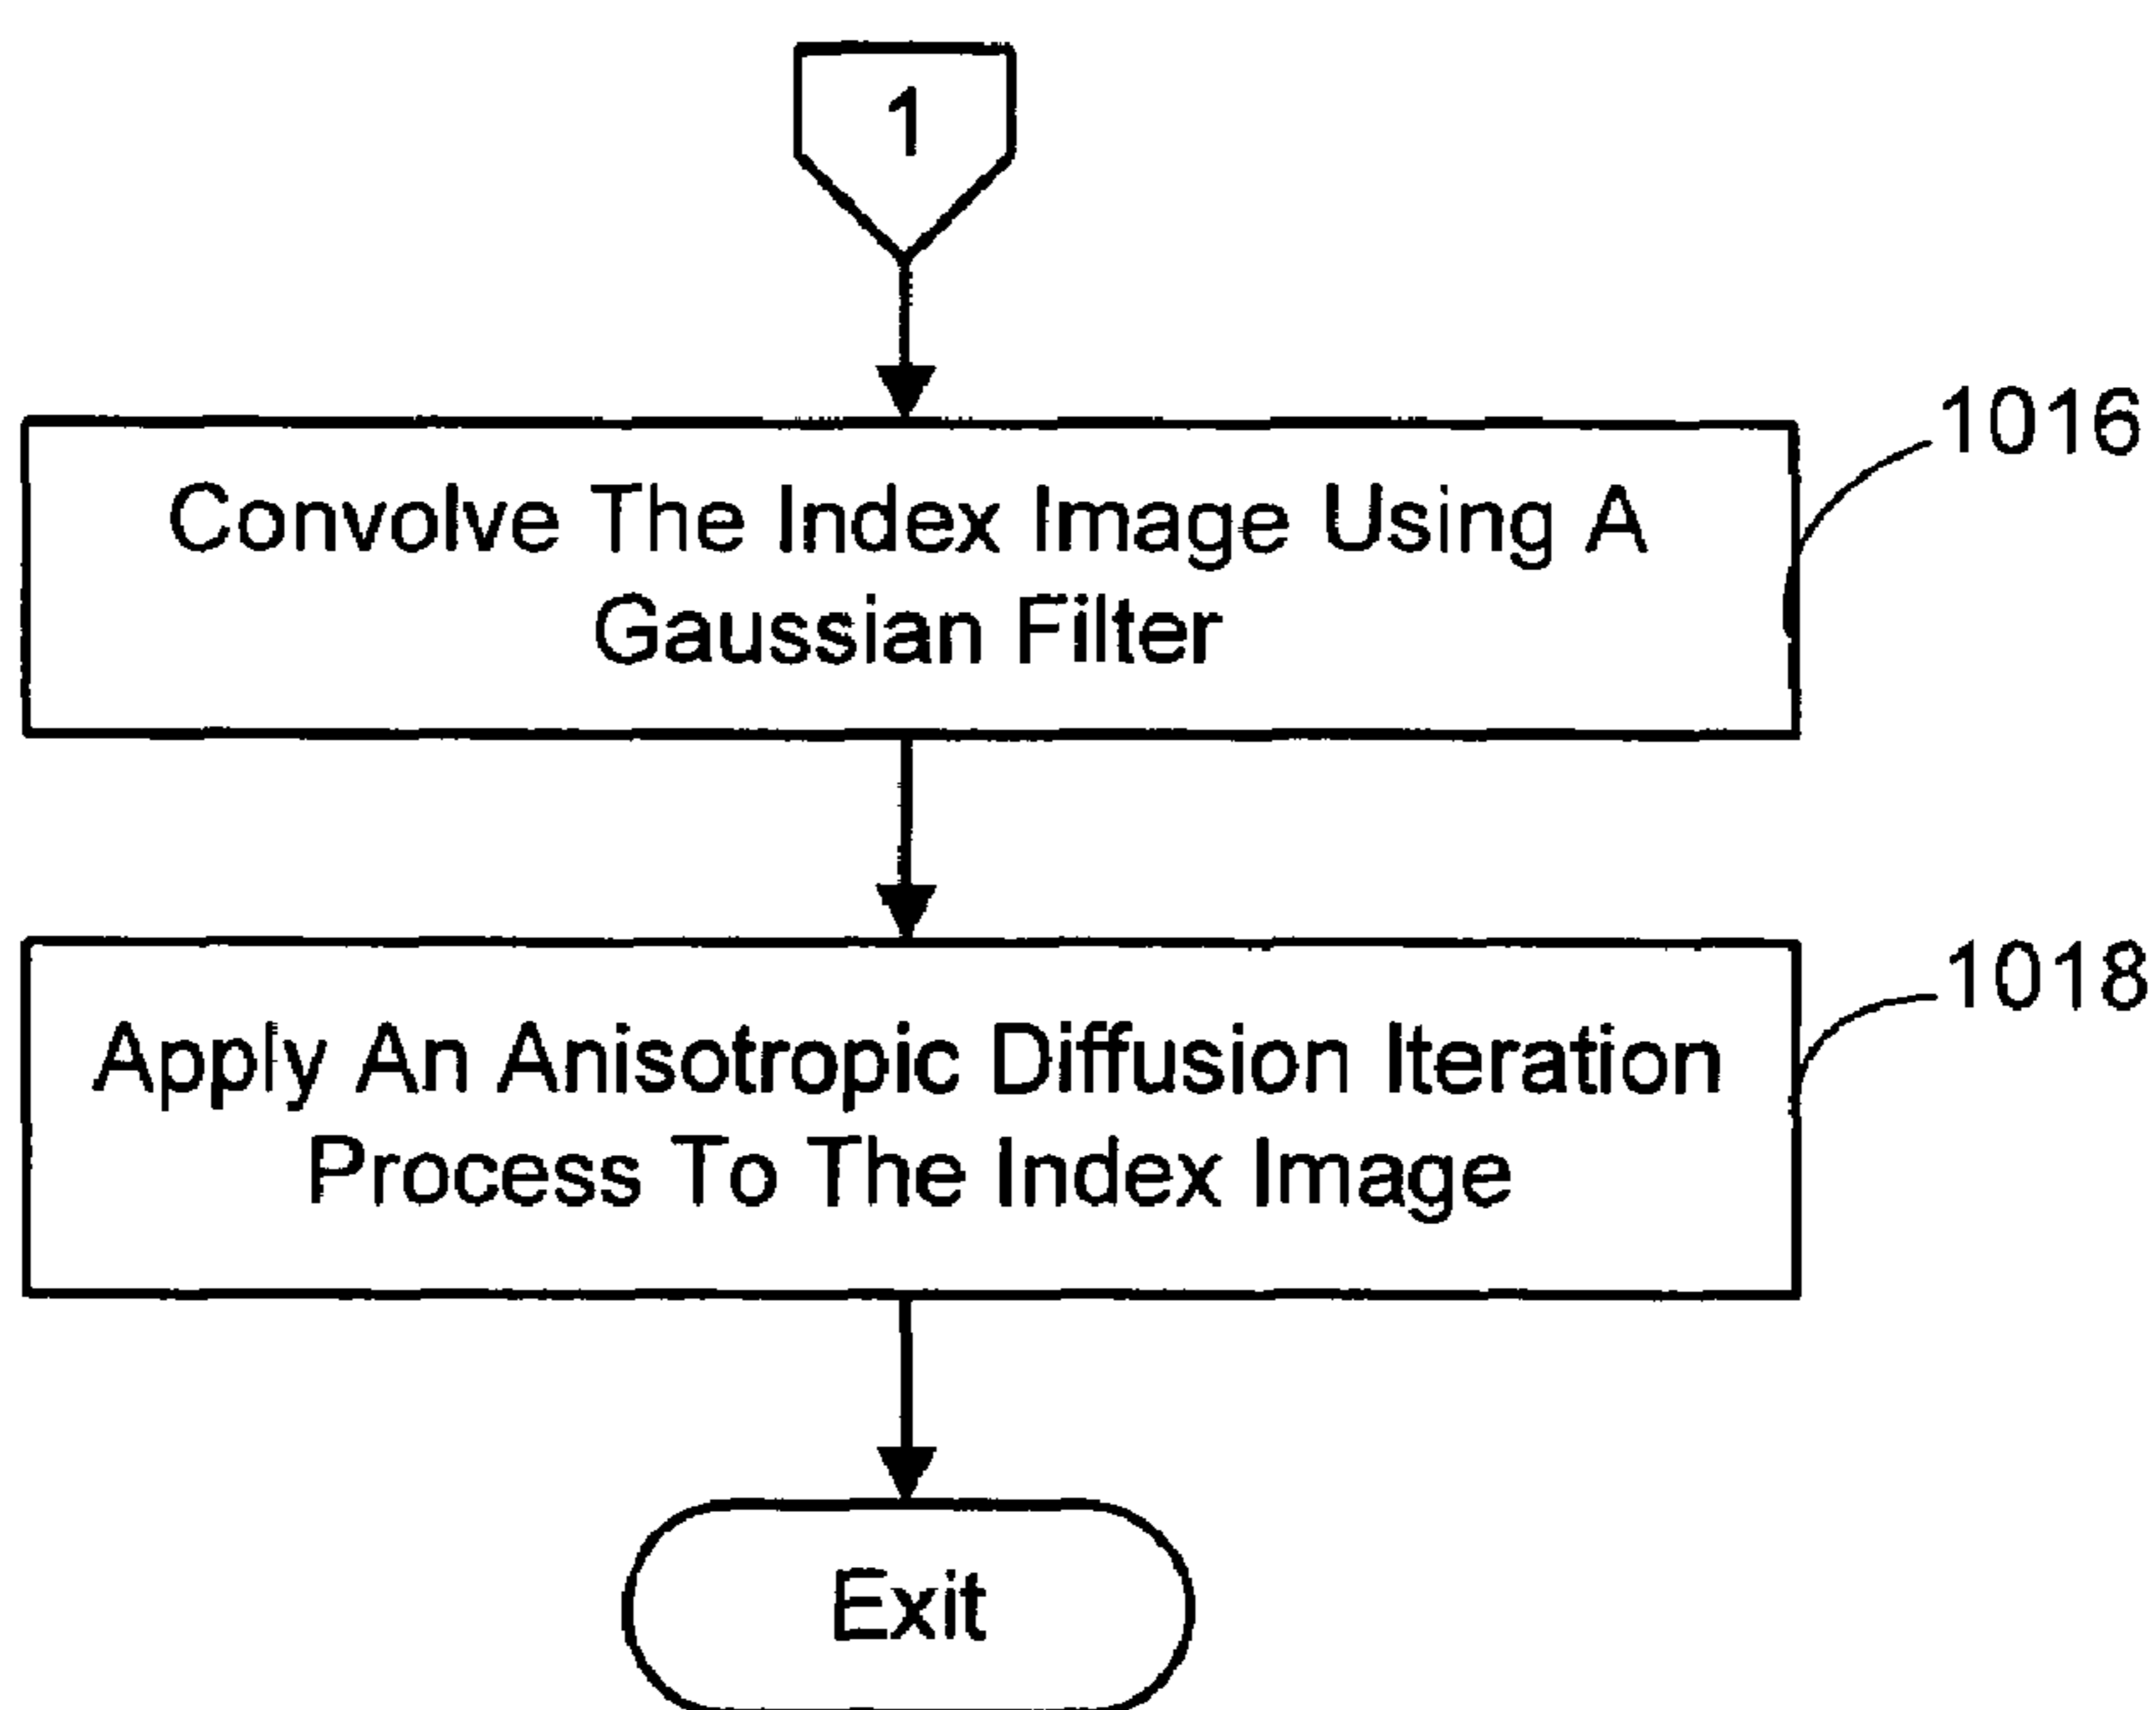 1
1016
Convolve The Index Image Using A
Gaussian Filter
1018
Apply An Anisotropic Diffusion Iteration
Process To The Index Image
Exit